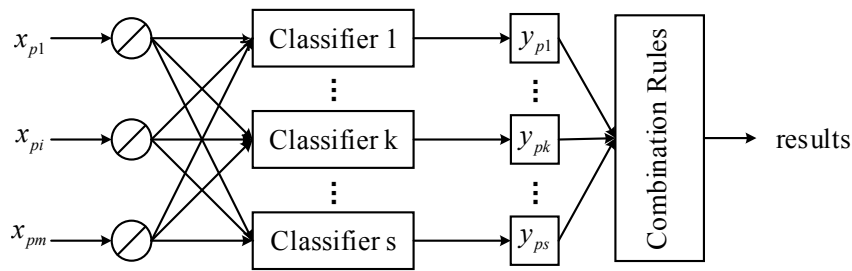 x_{p1}
Classifier 1
y_{p1}
⋮
⋮
x_{pi}
Classifier k
y_{pk}
Combination Rules
results
⋮
⋮
x_{pm}
Classifier s
y_{ps}